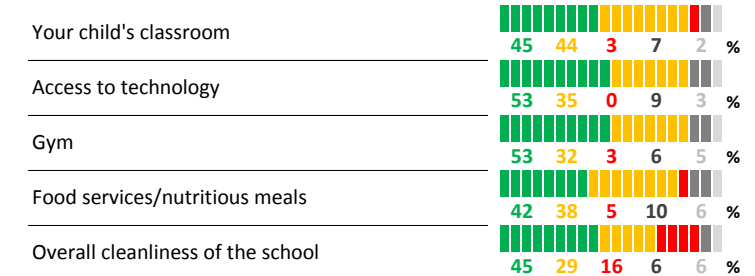 Your child's classroom
45 44 3 7 2 %
Access to technology
53 35 0 9 3 %
Gym
53 32 3 6 5 %
Food services/nutritious meals
42 38 5 10 6 %
Overall cleanliness of the school
45 29 16 6 6 %